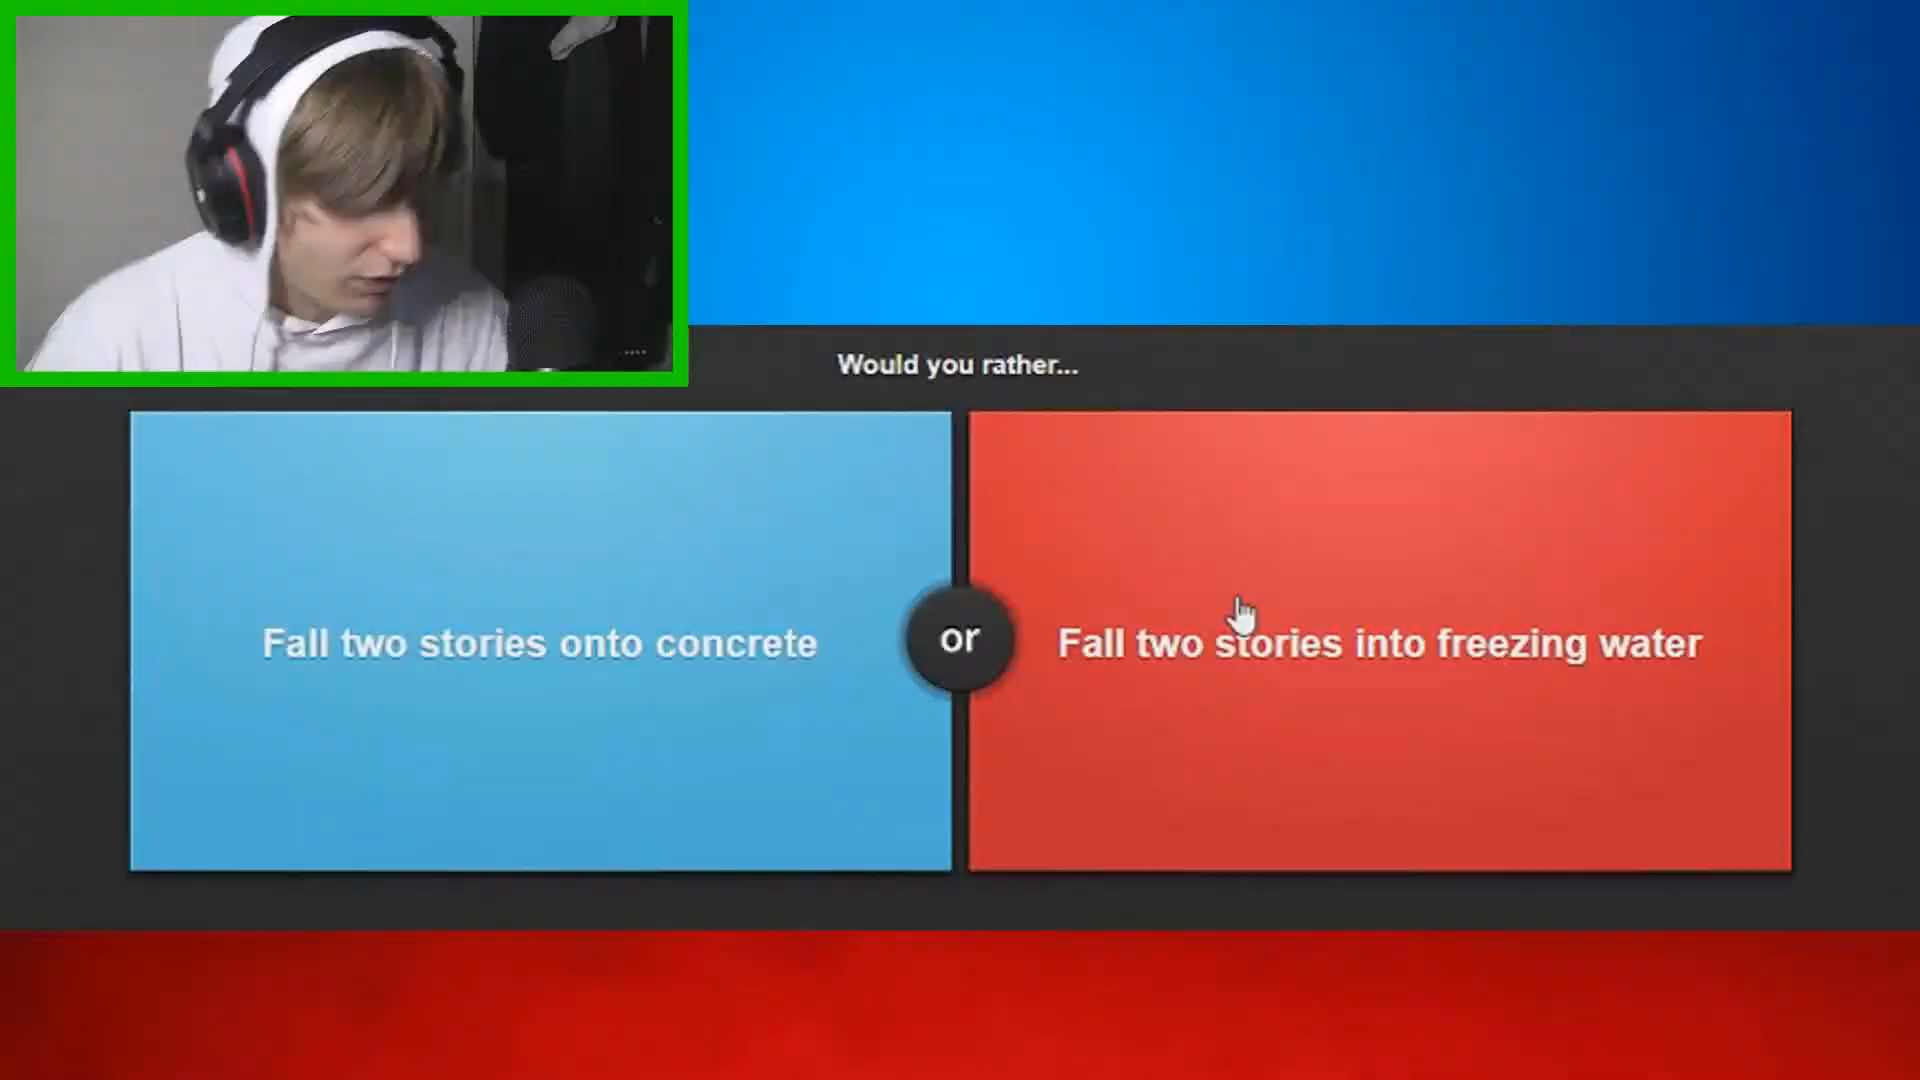 Would you rather...
Fall two stories onto concrete
or
Fall two stories into freezing water